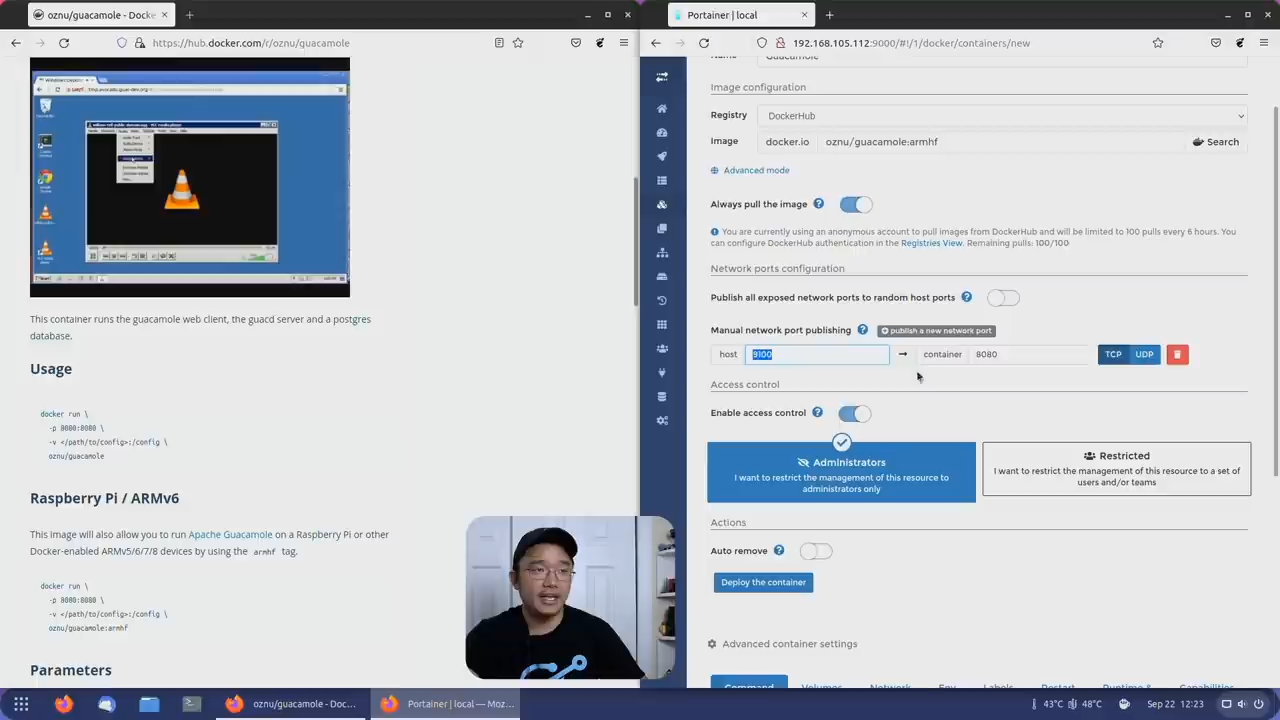 oznu/guacamole - Docke
https://hub.docker.com/r/oznu/guacamole
This container runs the guacamole web client, the guacd server and a postgres
database.
Usage
docker run \
-p 8080:8080 \
-v </path/to/config>:/config \
oznu/guacamole
Raspberry Pi / ARMv6
This image will also allow you to run Apache Guacamole on a Raspberry Pi or other
Docker-enabled ARMv5/6/7/8 devices by using the armhf tag.
docker run \
-p 8080:8080 \
-v </path/to/config>:/config \
oznu/guacamole:armhf
Parameters
Portainer | local
192.168.105.112:9000/#!/1/docker/containers/new
Name Guacamole
Image configuration
Registry DockerHub
Image docker.io oznu/guacamole:armhf Search
Advanced mode
Always pull the image
You are currently using an anonymous account to pull images from DockerHub and will be limited to 100 pulls every 6 hours. You
can configure DockerHub authentication in the Registries View. Remaining pulls: 100/100
Network ports configuration
Publish all exposed network ports to random host ports
Manual network port publishing publish a new network port
host 9100 → container 8080 TCP UDP
Access control
Enable access control
Administrators
I want to restrict the management of this resource to
administrators only
Restricted
I want to restrict the management of this resource to a set of
users and/or teams
Actions
Auto remove
Deploy the container
Advanced container settings
Command Volumes Network Env Labels Restart Runtime & Capabilities
oznu/guacamole - Doc...
Portainer | local — Moz...
43°C 48°C Sep 22 12:23